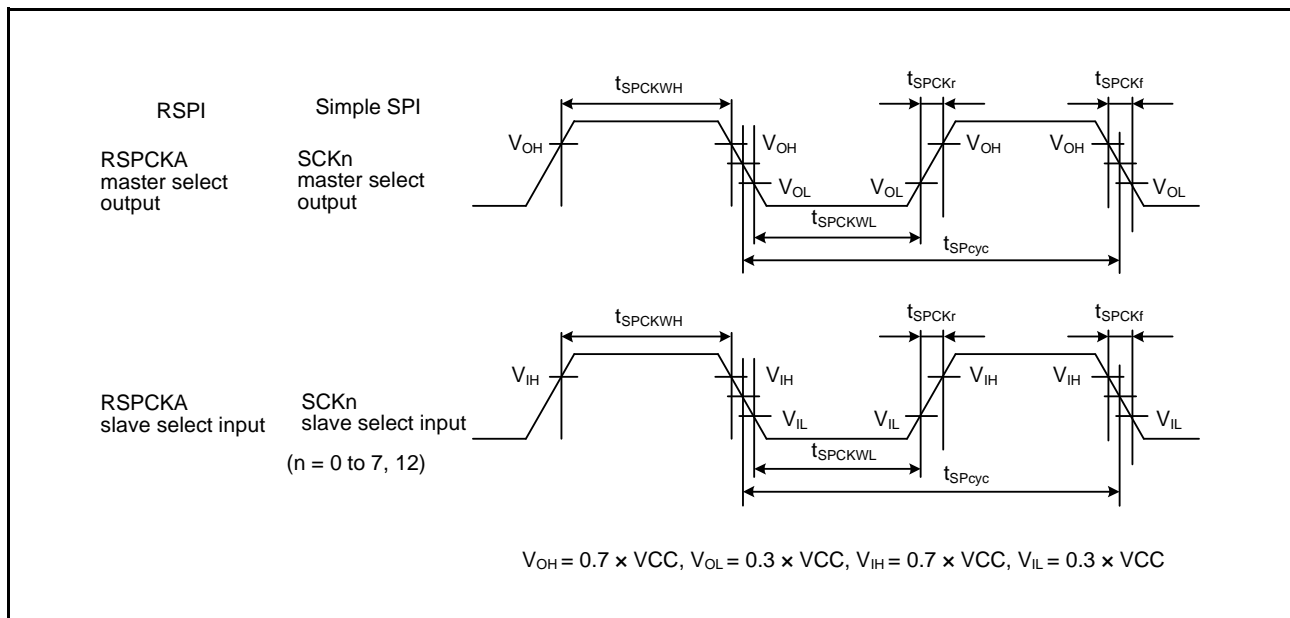 RSPI Simple SPI
RSPCKA
master select
output
SCKn
master select
output
tSPCKWH
tSPCKr
tSPCKf
VOH
VOH
VOL
VOL
VOH
VOH
VOL
tSPCKWL
tSPcyc
RSPCKA
slave select input
SCKn
slave select input
(n = 0 to 7, 12)
tSPCKWH
tSPCKr
tSPCKf
VIH
VIH
VIL
VIL
VIH
VIH
VIL
tSPCKWL
tSPcyc
VOH = 0.7 × VCC, VOL = 0.3 × VCC, VIH = 0.7 × VCC, VIL = 0.3 × VCC